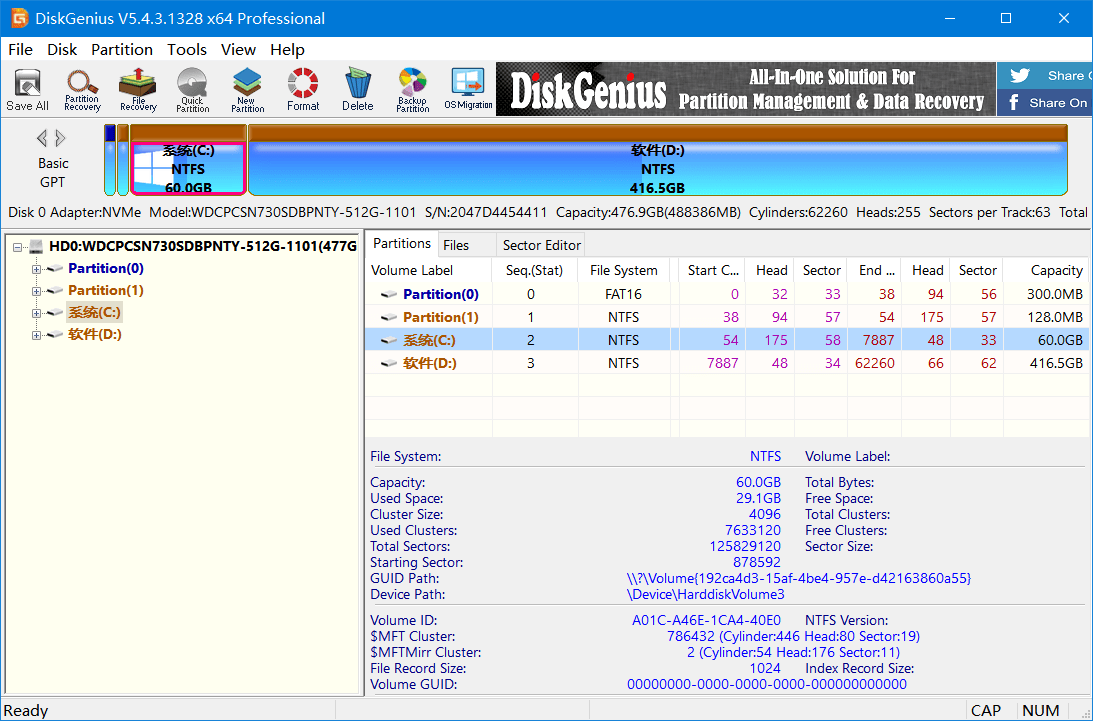 DiskGenius V5.4.3.1328 x64 Professional
File Disk Partition Tools View Help
Save All Partition Recovery File Recovery Quick Partition New Partition Format Delete Backup Partition OS Migration
DiskGenius All-In-One Solution For
Partition Management & Data Recovery
Share
Share On
Basic
GPT
系统(C:)
NTFS
60.0GB
软件(D:)
NTFS
416.5GB
Disk 0 Adapter:NVMe Model:WDCPCSN730SDBPNTY-512G-1101 S/N:2047D4454411 Capacity:476.9GB(488386MB) Cylinders:62260 Heads:255 Sectors per Track:63 Total
HD0:WDCPCSN730SDBPNTY-512G-1101(477G
Partition(0)
Partition(1)
系统(C:)
软件(D:)
Partitions Files Sector Editor
Volume Label Seq.(Stat) File System Start C... Head Sector End ... Head Sector Capacity
Partition(0) 0 FAT16 0 32 33 38 94 56 300.0MB
Partition(1) 1 NTFS 38 94 57 54 175 57 128.0MB
系统(C:) 2 NTFS 54 175 58 7887 48 33 60.0GB
软件(D:) 3 NTFS 7887 48 34 62260 66 62 416.5GB
File System: NTFS Volume Label:
Capacity: 60.0GB Total Bytes:
Used Space: 29.1GB Free Space:
Cluster Size: 4096 Total Clusters:
Used Clusters: 7633120 Free Clusters:
Total Sectors: 125829120 Sector Size:
Starting Sector: 878592
GUID Path: \\?\Volume{192ca4d3-15af-4be4-957e-d42163860a55}
Device Path: \Device\HarddiskVolume3
Volume ID: A01C-A46E-1CA4-40E0 NTFS Version:
$MFT Cluster: 786432 (Cylinder:446 Head:80 Sector:19)
$MFTMirr Cluster: 2 (Cylinder:54 Head:176 Sector:11)
File Record Size: 1024 Index Record Size:
Volume GUID: 00000000-0000-0000-0000-000000000000
Ready CAP NUM